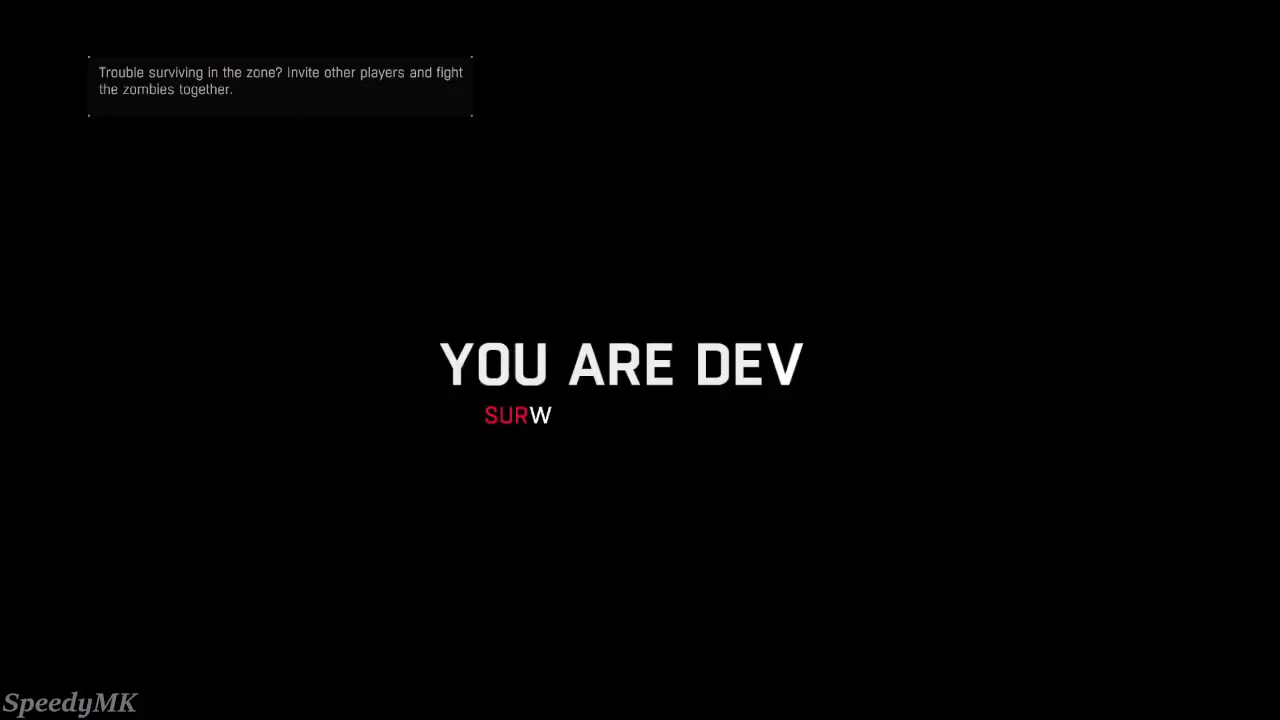 Trouble surviving in the zone? Invite other players and fight
the zombies together.
YOU ARE DEV
SURW
SpeedyMK